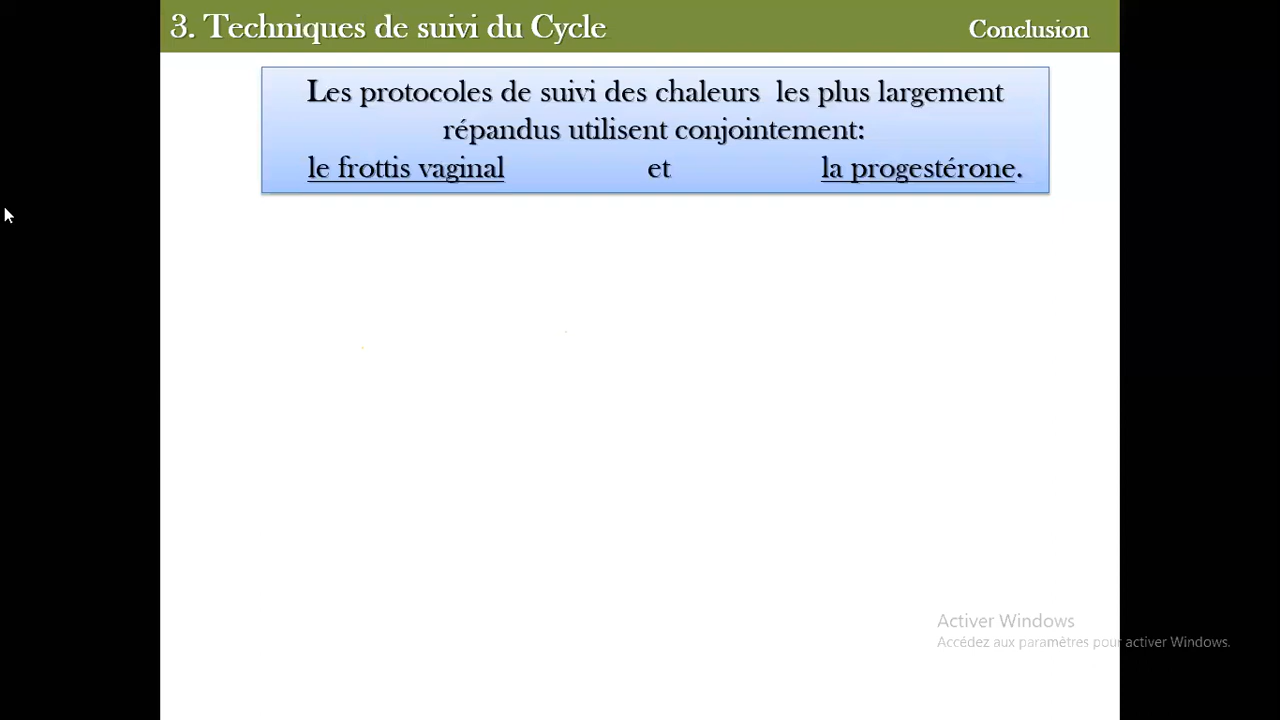 3. Techniques de suivi du Cycle Conclusion
Les protocoles de suivi des chaleurs les plus largement
répandus utilisent conjointement:
le frottis vaginal et la progestérone.
Activer Windows
Accédez aux paramètres pour activer Windows.